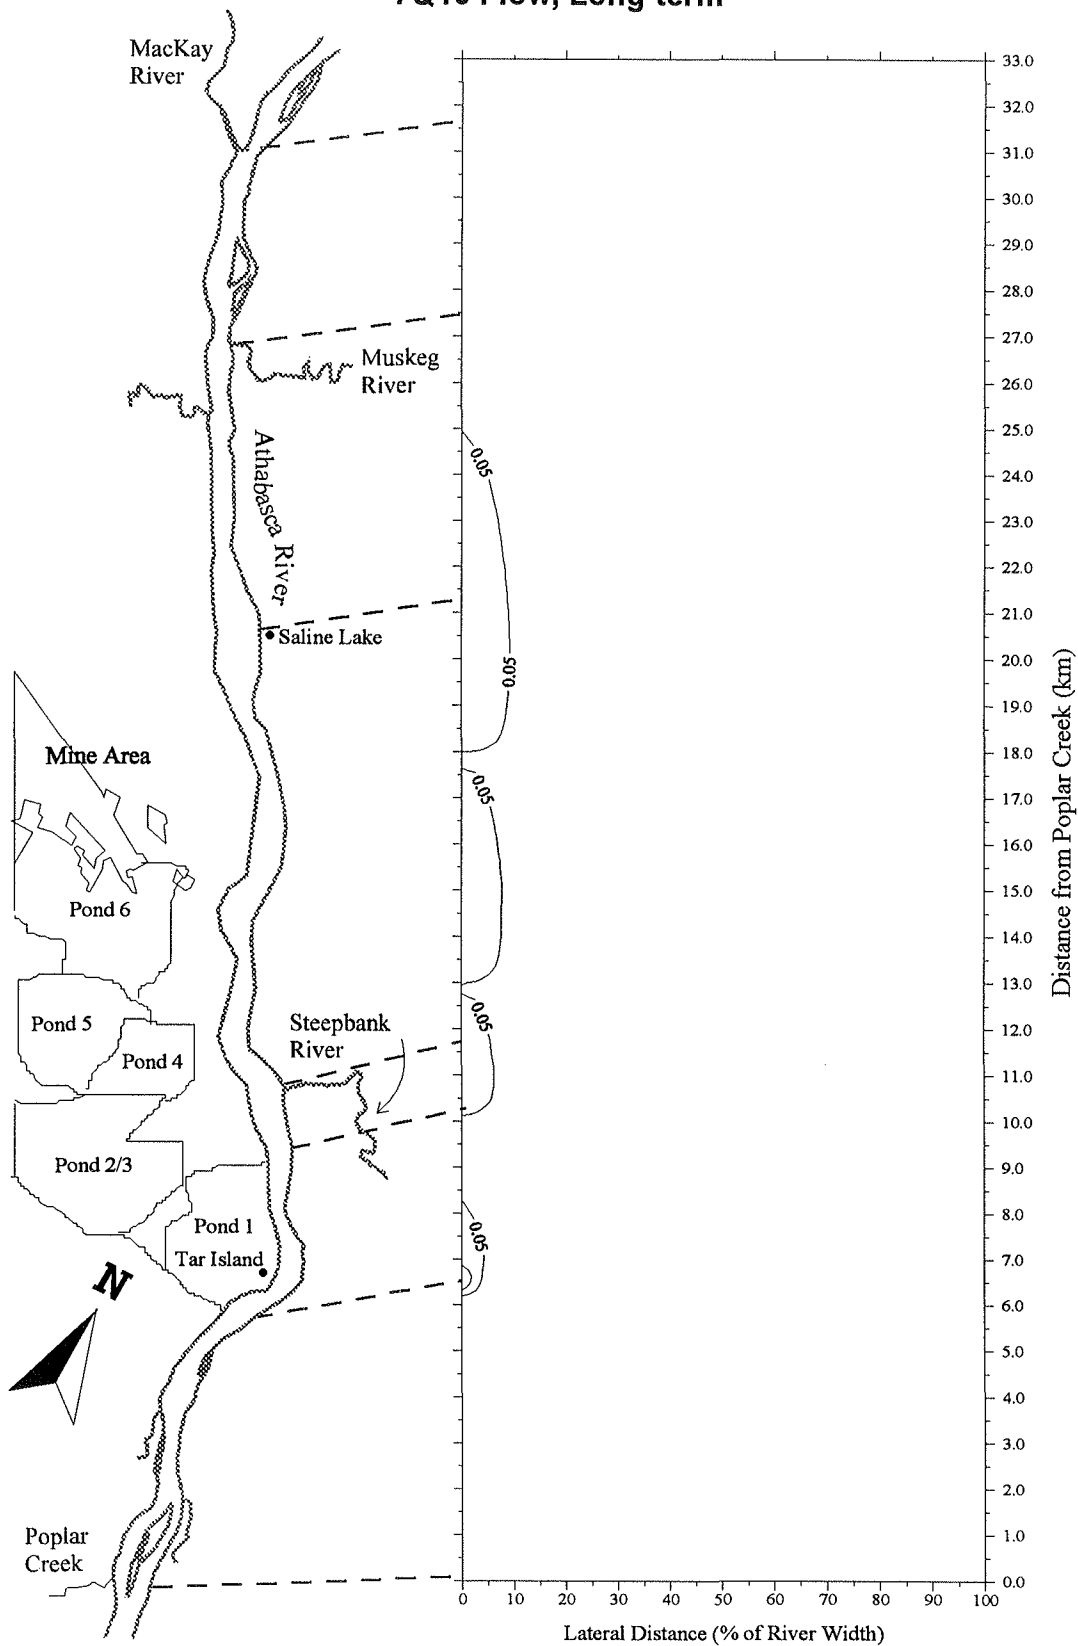 MacKay
River
Muskeg
River
Athabasca River
Saline Lake
Mine Area
Pond 6
Pond 5
Pond 4
Steepbank
River
Pond 2/3
Pond 1
Tar Island
N
Poplar
Creek
0.05
0.05
0.05
0.05
0.05
33.0
32.0
31.0
30.0
29.0
28.0
27.0
26.0
25.0
24.0
23.0
22.0
21.0
20.0
19.0
18.0
17.0
16.0
15.0
14.0
13.0
12.0
11.0
10.0
9.0
8.0
7.0
6.0
5.0
4.0
3.0
2.0
1.0
0.0
Distance from Poplar Creek (km)
0 10 20 30 40 50 60 70 80 90 100
Lateral Distance (% of River Width)